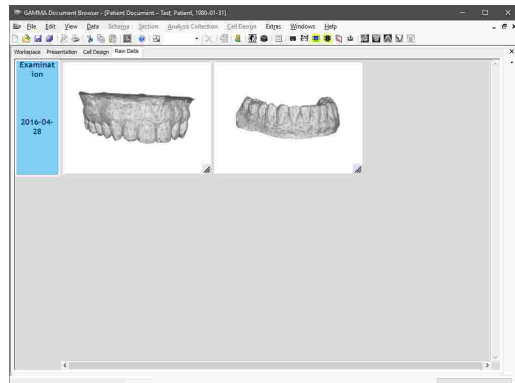 GAMMA Document Browser - [Patient Document – Test, Patient, 1980-01-31]
File Edit View Data Schema Section Analysis Collection Cell Design Extras Windows Help
Workspace Presentation Cell Design Raw Data
Examinat
ion
2016-04-
28